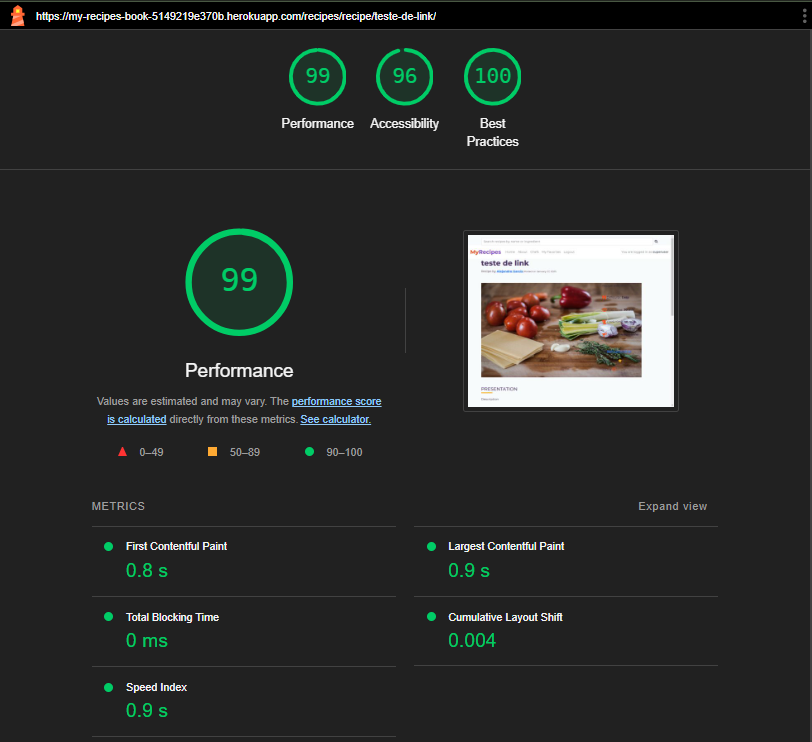 https://my-recipes-book-5149219e370b.herokuapp.com/recipes/recipe/teste-de-link/
99
96
100
Performance
Accessibility
Best
Practices
99
Performance
Values are estimated and may vary. The performance score
is calculated directly from these metrics. See calculator.
0–49
50–89
90–100
MyRecipes
teste de link
PRESENTATION
METRICS
Expand view
First Contentful Paint
0.8 s
Largest Contentful Paint
0.9 s
Total Blocking Time
0 ms
Cumulative Layout Shift
0.004
Speed Index
0.9 s